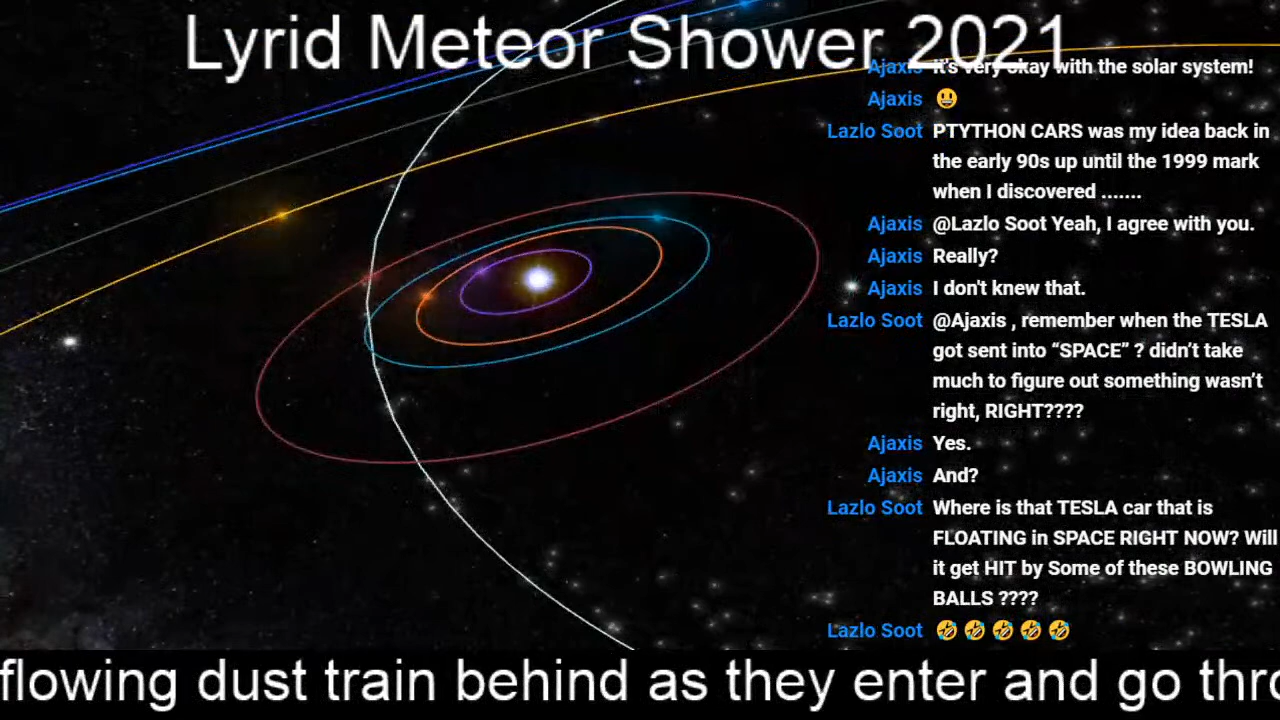 Lyrid Meteor Shower 2021
Ajaxis it's very okay with the solar system!
Ajaxis 😃
Lazlo Soot PTYTHON CARS was my idea back in
the early 90s up until the 1999 mark
when I discovered .......
Ajaxis @Lazlo Soot Yeah, I agree with you.
Ajaxis Really?
Ajaxis I don't knew that.
Lazlo Soot @Ajaxis , remember when the TESLA
got sent into “SPACE” ? didn’t take
much to figure out something wasn’t
right, RIGHT????
Ajaxis Yes.
Ajaxis And?
Lazlo Soot Where is that TESLA car that is
FLOATING in SPACE RIGHT NOW? Will
it get HIT by Some of these BOWLING
BALLS ????
Lazlo Soot 🤣 🤣 🤣 🤣 🤣
flowing dust train behind as they enter and go thro